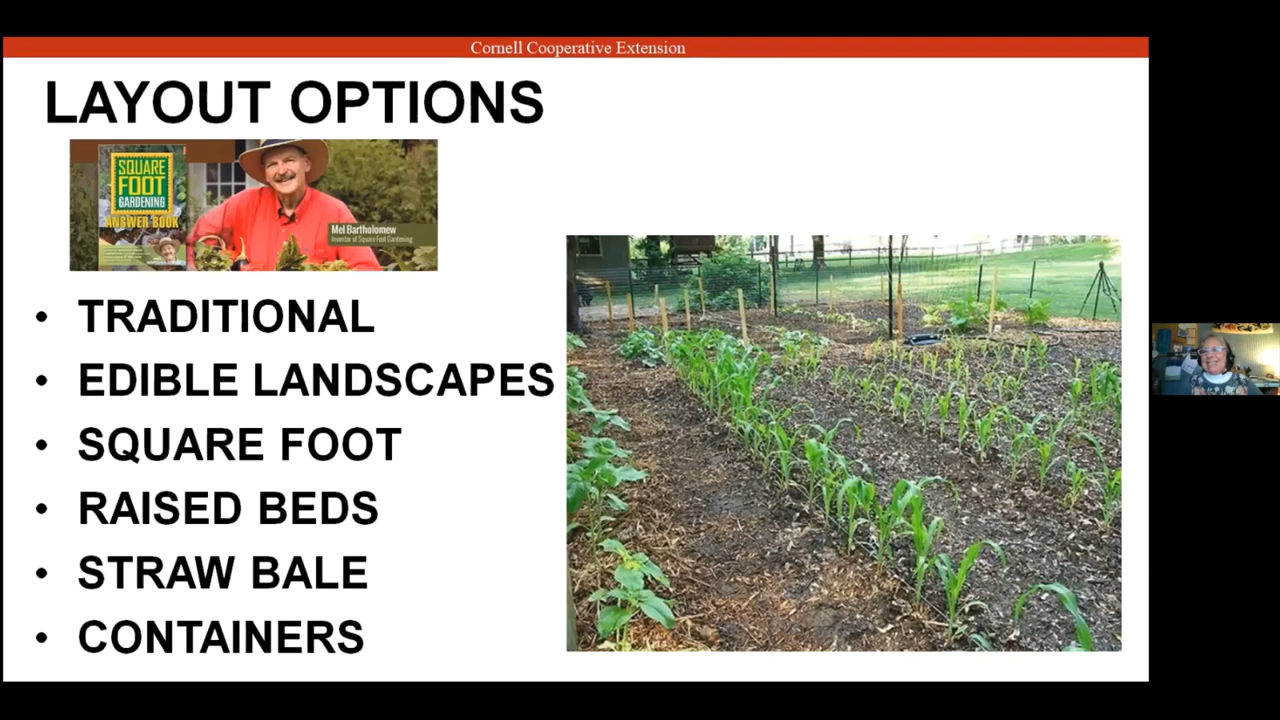 Cornell Cooperative Extension
LAYOUT OPTIONS
SQUARE
FOOT
GARDENING
ANSWER BOOK
Mel Bartholomew
Inventor of Square Foot Gardening
• TRADITIONAL
• EDIBLE LANDSCAPES
• SQUARE FOOT
• RAISED BEDS
• STRAW BALE
• CONTAINERS